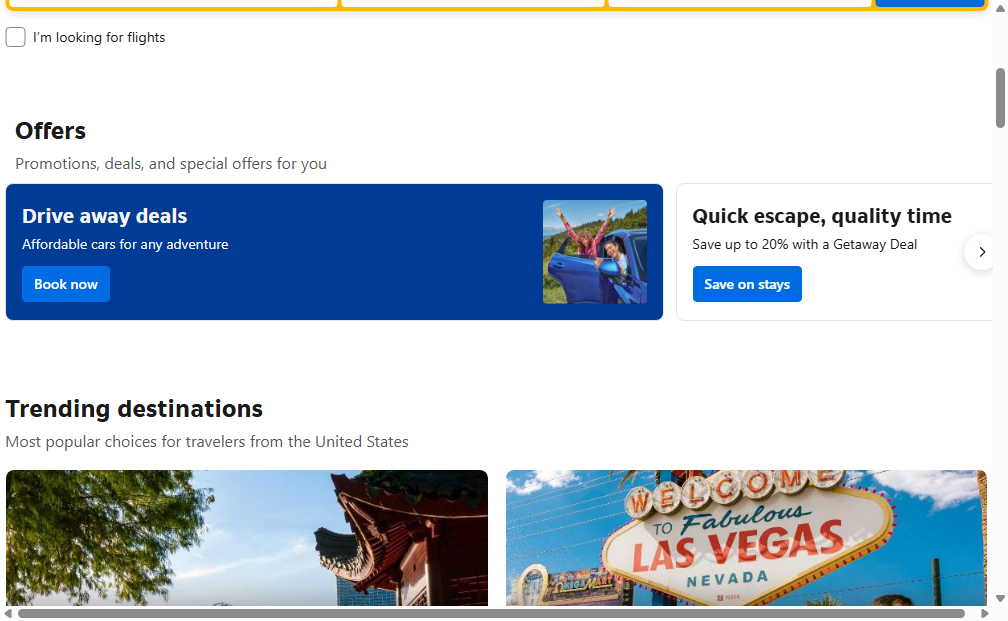 I'm looking for flights
Offers
Promotions, deals, and special offers for you
Drive away deals
Affordable cars for any adventure
Book now
Quick escape, quality time
Save up to 20% with a Getaway Deal
Save on stays
Trending destinations
Most popular choices for travelers from the United States
WELCOME
TO Fabulous
LAS VEGAS
NEVADA
OMEGA MART